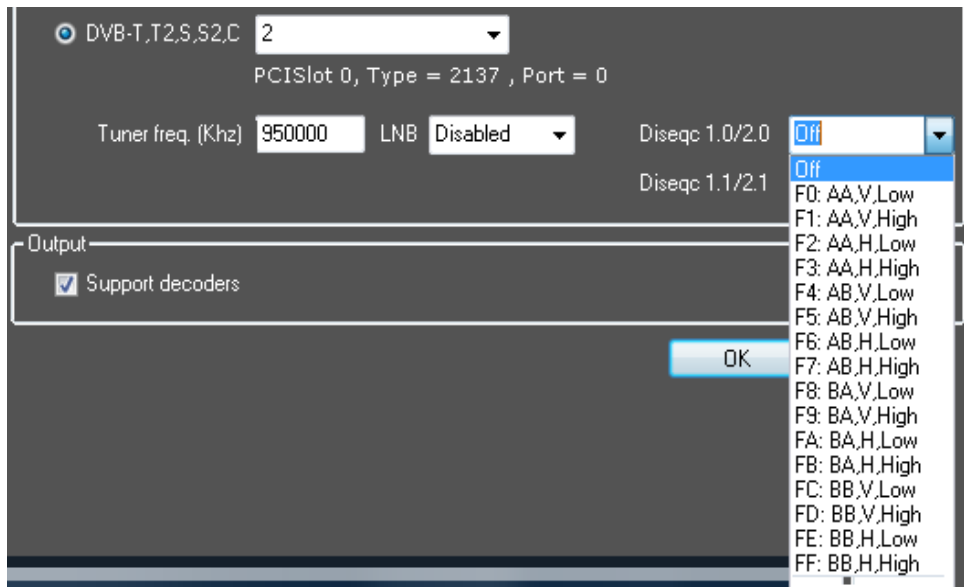 DVB-T,T2,S,S2,C 2
PCISlot 0, Type = 2137 , Port = 0
Tuner freq. (Khz) 950000 LNB Disabled Diseqc 1.0/2.0 Off
Diseqc 1.1/2.1
Off
F0: AA,V,Low
F1: AA,V,High
F2: AA,H,Low
F3: AA,H,High
F4: AB,V,Low
F5: AB,V,High
F6: AB,H,Low
F7: AB,H,High
F8: BA,V,Low
F9: BA,V,High
FA: BA,H,Low
FB: BA,H,High
FC: BB,V,Low
FD: BB,V,High
FE: BB,H,Low
FF: BB,H,High
Output
Support decoders
OK